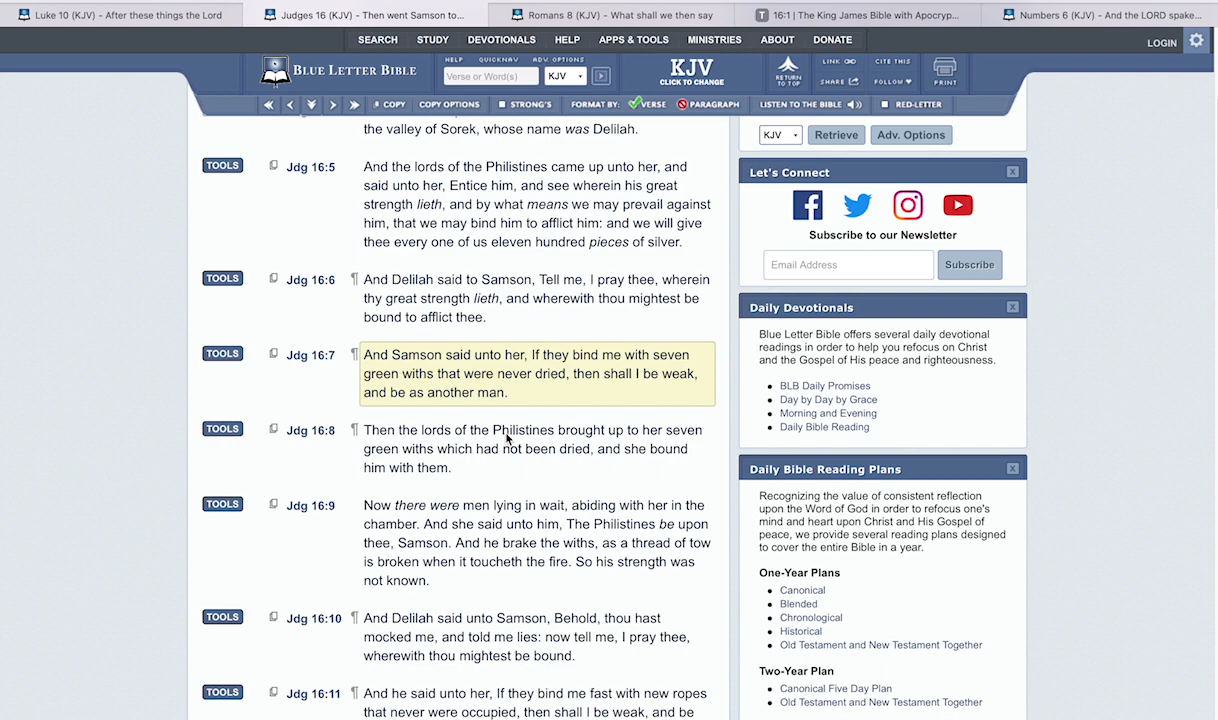 Luke 10 (KJV) - After these things the Lord
Judges 16 (KJV) - Then went Samson to...
Romans 8 (KJV) - What shall we then say
T 16:1 | The King James Bible with Apocryp...
Numbers 6 (KJV) - And the LORD spake...
SEARCH STUDY DEVOTIONALS HELP APPS & TOOLS MINISTRIES ABOUT DONATE
LOGIN
BLUE LETTER BIBLE
HELP QUICKNAV ADV. OPTIONS
Verse or Word(s) KJV
KJV
CLICK TO CHANGE
RETURN
TO TOP
LINK CITE THIS
SHARE FOLLOW
PRINT
COPY COPY OPTIONS STRONG'S FORMAT BY: VERSE PARAGRAPH LISTEN TO THE BIBLE RED-LETTER
the valley of Sorek, whose name was Delilah.
TOOLS Jdg 16:5 And the lords of the Philistines came up unto her, and
said unto her, Entice him, and see wherein his great
strength lieth, and by what means we may prevail against
him, that we may bind him to afflict him: and we will give
thee every one of us eleven hundred pieces of silver.
TOOLS Jdg 16:6 ¶ And Delilah said to Samson, Tell me, I pray thee, wherein
thy great strength lieth, and wherewith thou mightest be
bound to afflict thee.
TOOLS Jdg 16:7 ¶ And Samson said unto her, If they bind me with seven
green withs that were never dried, then shall I be weak,
and be as another man.
TOOLS Jdg 16:8 ¶ Then the lords of the Philistines brought up to her seven
green withs which had not been dried, and she bound
him with them.
TOOLS Jdg 16:9 Now there were men lying in wait, abiding with her in the
chamber. And she said unto him, The Philistines be upon
thee, Samson. And he brake the withs, as a thread of tow
is broken when it toucheth the fire. So his strength was
not known.
TOOLS Jdg 16:10 ¶ And Delilah said unto Samson, Behold, thou hast
mocked me, and told me lies: now tell me, I pray thee,
wherewith thou mightest be bound.
TOOLS Jdg 16:11 ¶ And he said unto her, If they bind me fast with new ropes
that never were occupied, then shall I be weak, and be
KJV Retrieve Adv. Options
Let's Connect X
Subscribe to our Newsletter
Email Address Subscribe
Daily Devotionals X
Blue Letter Bible offers several daily devotional
readings in order to help you refocus on Christ
and the Gospel of His peace and righteousness.
• BLB Daily Promises
• Day by Day by Grace
• Morning and Evening
• Daily Bible Reading
Daily Bible Reading Plans X
Recognizing the value of consistent reflection
upon the Word of God in order to refocus one's
mind and heart upon Christ and His Gospel of
peace, we provide several reading plans designed
to cover the entire Bible in a year.
One-Year Plans
• Canonical
• Blended
• Chronological
• Historical
• Old Testament and New Testament Together
Two-Year Plan
• Canonical Five Day Plan
• Old Testament and New Testament Together